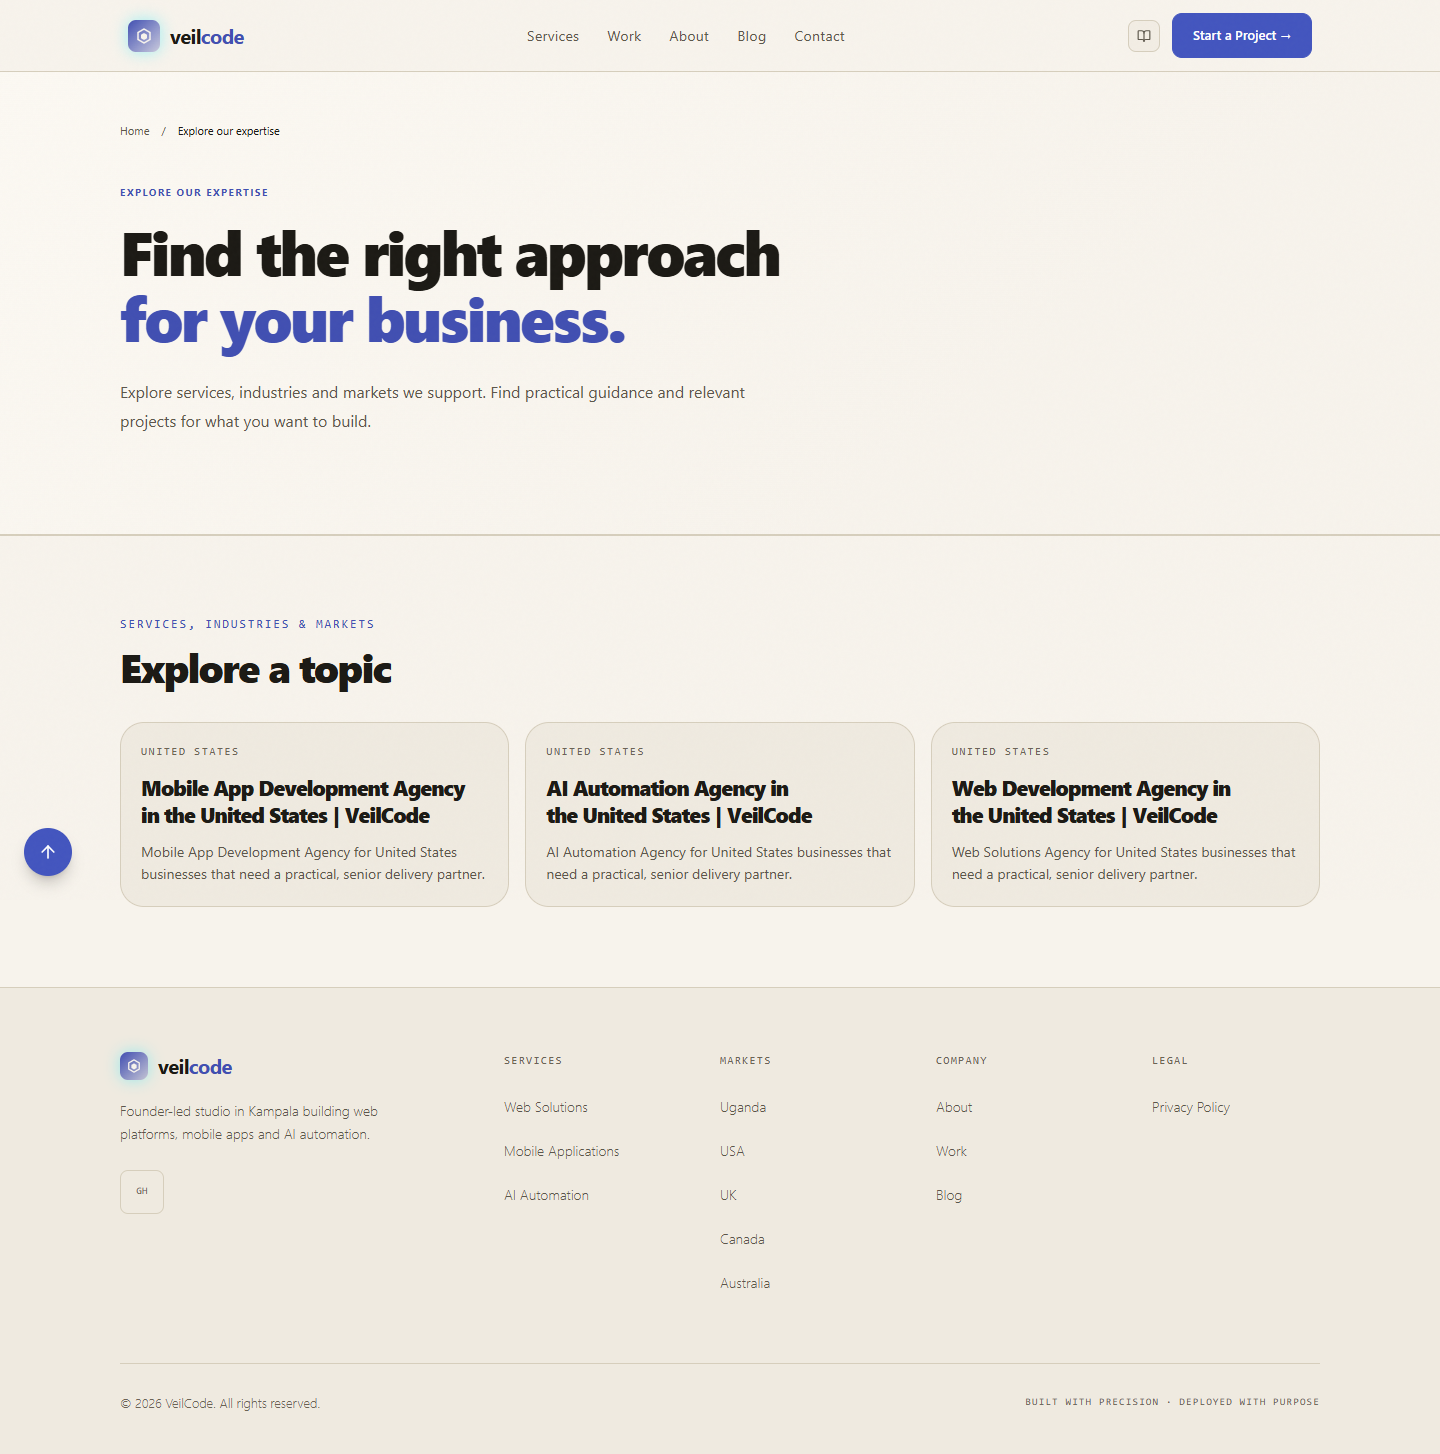 veilcode
Services Work About Blog Contact
Start a Project →
Home / Explore our expertise
EXPLORE OUR EXPERTISE
Find the right approach
for your business.
Explore services, industries and markets we support. Find practical guidance and relevant
projects for what you want to build.
SERVICES, INDUSTRIES & MARKETS
Explore a topic
UNITED STATES
Mobile App Development Agency
in the United States | VeilCode
Mobile App Development Agency for United States
businesses that need a practical, senior delivery partner.
UNITED STATES
AI Automation Agency in
the United States | VeilCode
AI Automation Agency for United States businesses that
need a practical, senior delivery partner.
UNITED STATES
Web Development Agency in
the United States | VeilCode
Web Solutions Agency for United States businesses that
need a practical, senior delivery partner.
veilcode
Founder-led studio in Kampala building web
platforms, mobile apps and AI automation.
GH
SERVICES
Web Solutions
Mobile Applications
AI Automation
MARKETS
Uganda
USA
UK
Canada
Australia
COMPANY
About
Work
Blog
LEGAL
Privacy Policy
© 2026 VeilCode. All rights reserved.
BUILT WITH PRECISION · DEPLOYED WITH PURPOSE